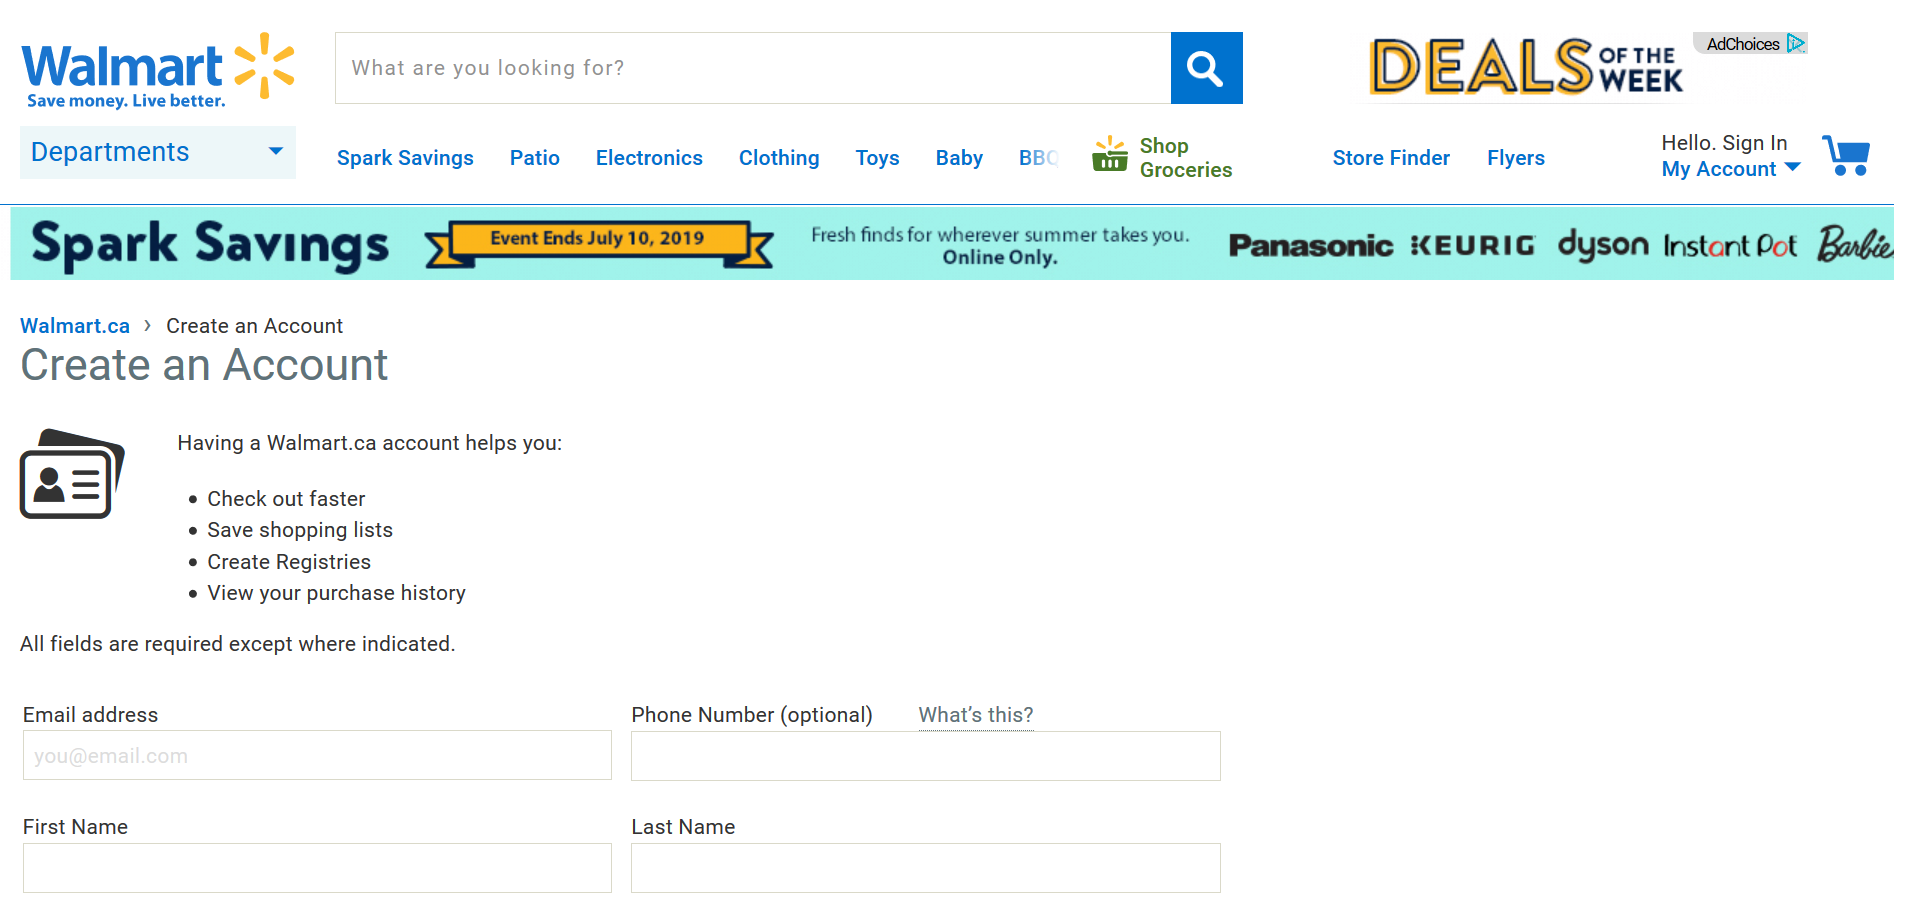 Walmart
Save money. Live better.
What are you looking for?
DEALS OF THE WEEK
AdChoices
Departments
Spark Savings
Patio
Electronics
Clothing
Toys
Baby
BBQ
Shop
Groceries
Store Finder
Flyers
Hello. Sign In
My Account
Spark Savings
Event Ends July 10, 2019
Fresh finds for wherever summer takes you.
Online Only.
Panasonic KEURIG dyson Instant Pot Barbie
Walmart.ca › Create an Account
Create an Account
Having a Walmart.ca account helps you:
• Check out faster
• Save shopping lists
• Create Registries
• View your purchase history
All fields are required except where indicated.
Email address
you@email.com
Phone Number (optional) What's this?
First Name
Last Name